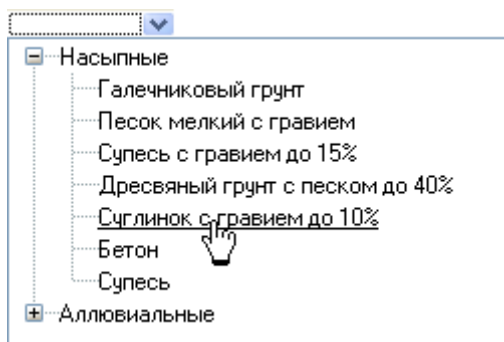 Насыпные
Галечниковый грунт
Песок мелкий с гравием
Супесь с гравием до 15%
Дресвяный грунт с песком до 40%
Суглинок с гравием до 10%
Бетон
Супесь
Аллювиальные